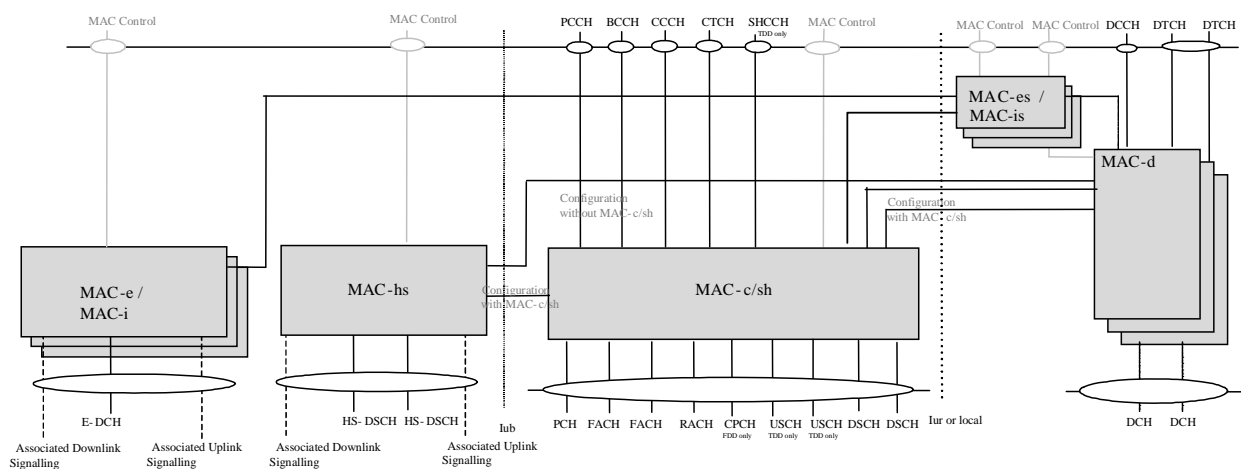 MAC Control
MAC Control
PCCH
BCCH
CCCH
CTCH
SHCCH
TDD only
MAC Control
MAC Control
MAC Control
DCCH
DTCH
DTCH
MAC-es /
MAC-is
MAC-d
Configuration
without MAC-c/sh
Configuration
with MAC-c/sh
MAC-e /
MAC-i
MAC-hs
Configuration
with MAC-c/sh
MAC-c/sh
E-DCH
HS-DSCH
HS-DSCH
Iub
PCH
FACH
FACH
RACH
CPCH
FDD only
USCH
TDD only
USCH
TDD only
DSCH
DSCH
Iur or local
DCH
DCH
Associated Downlink
Signalling
Associated Uplink
Signalling
Associated Downlink
Signalling
Associated Uplink
Signalling